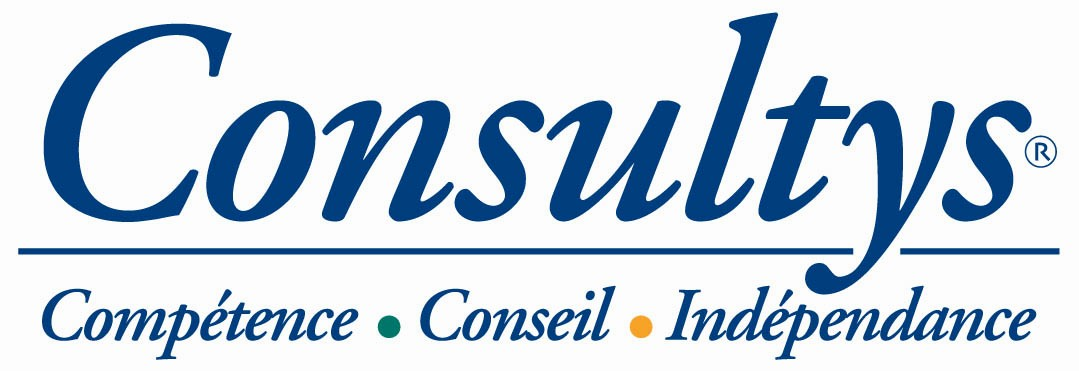 Consultys®
Compétence • Conseil • Indépendance